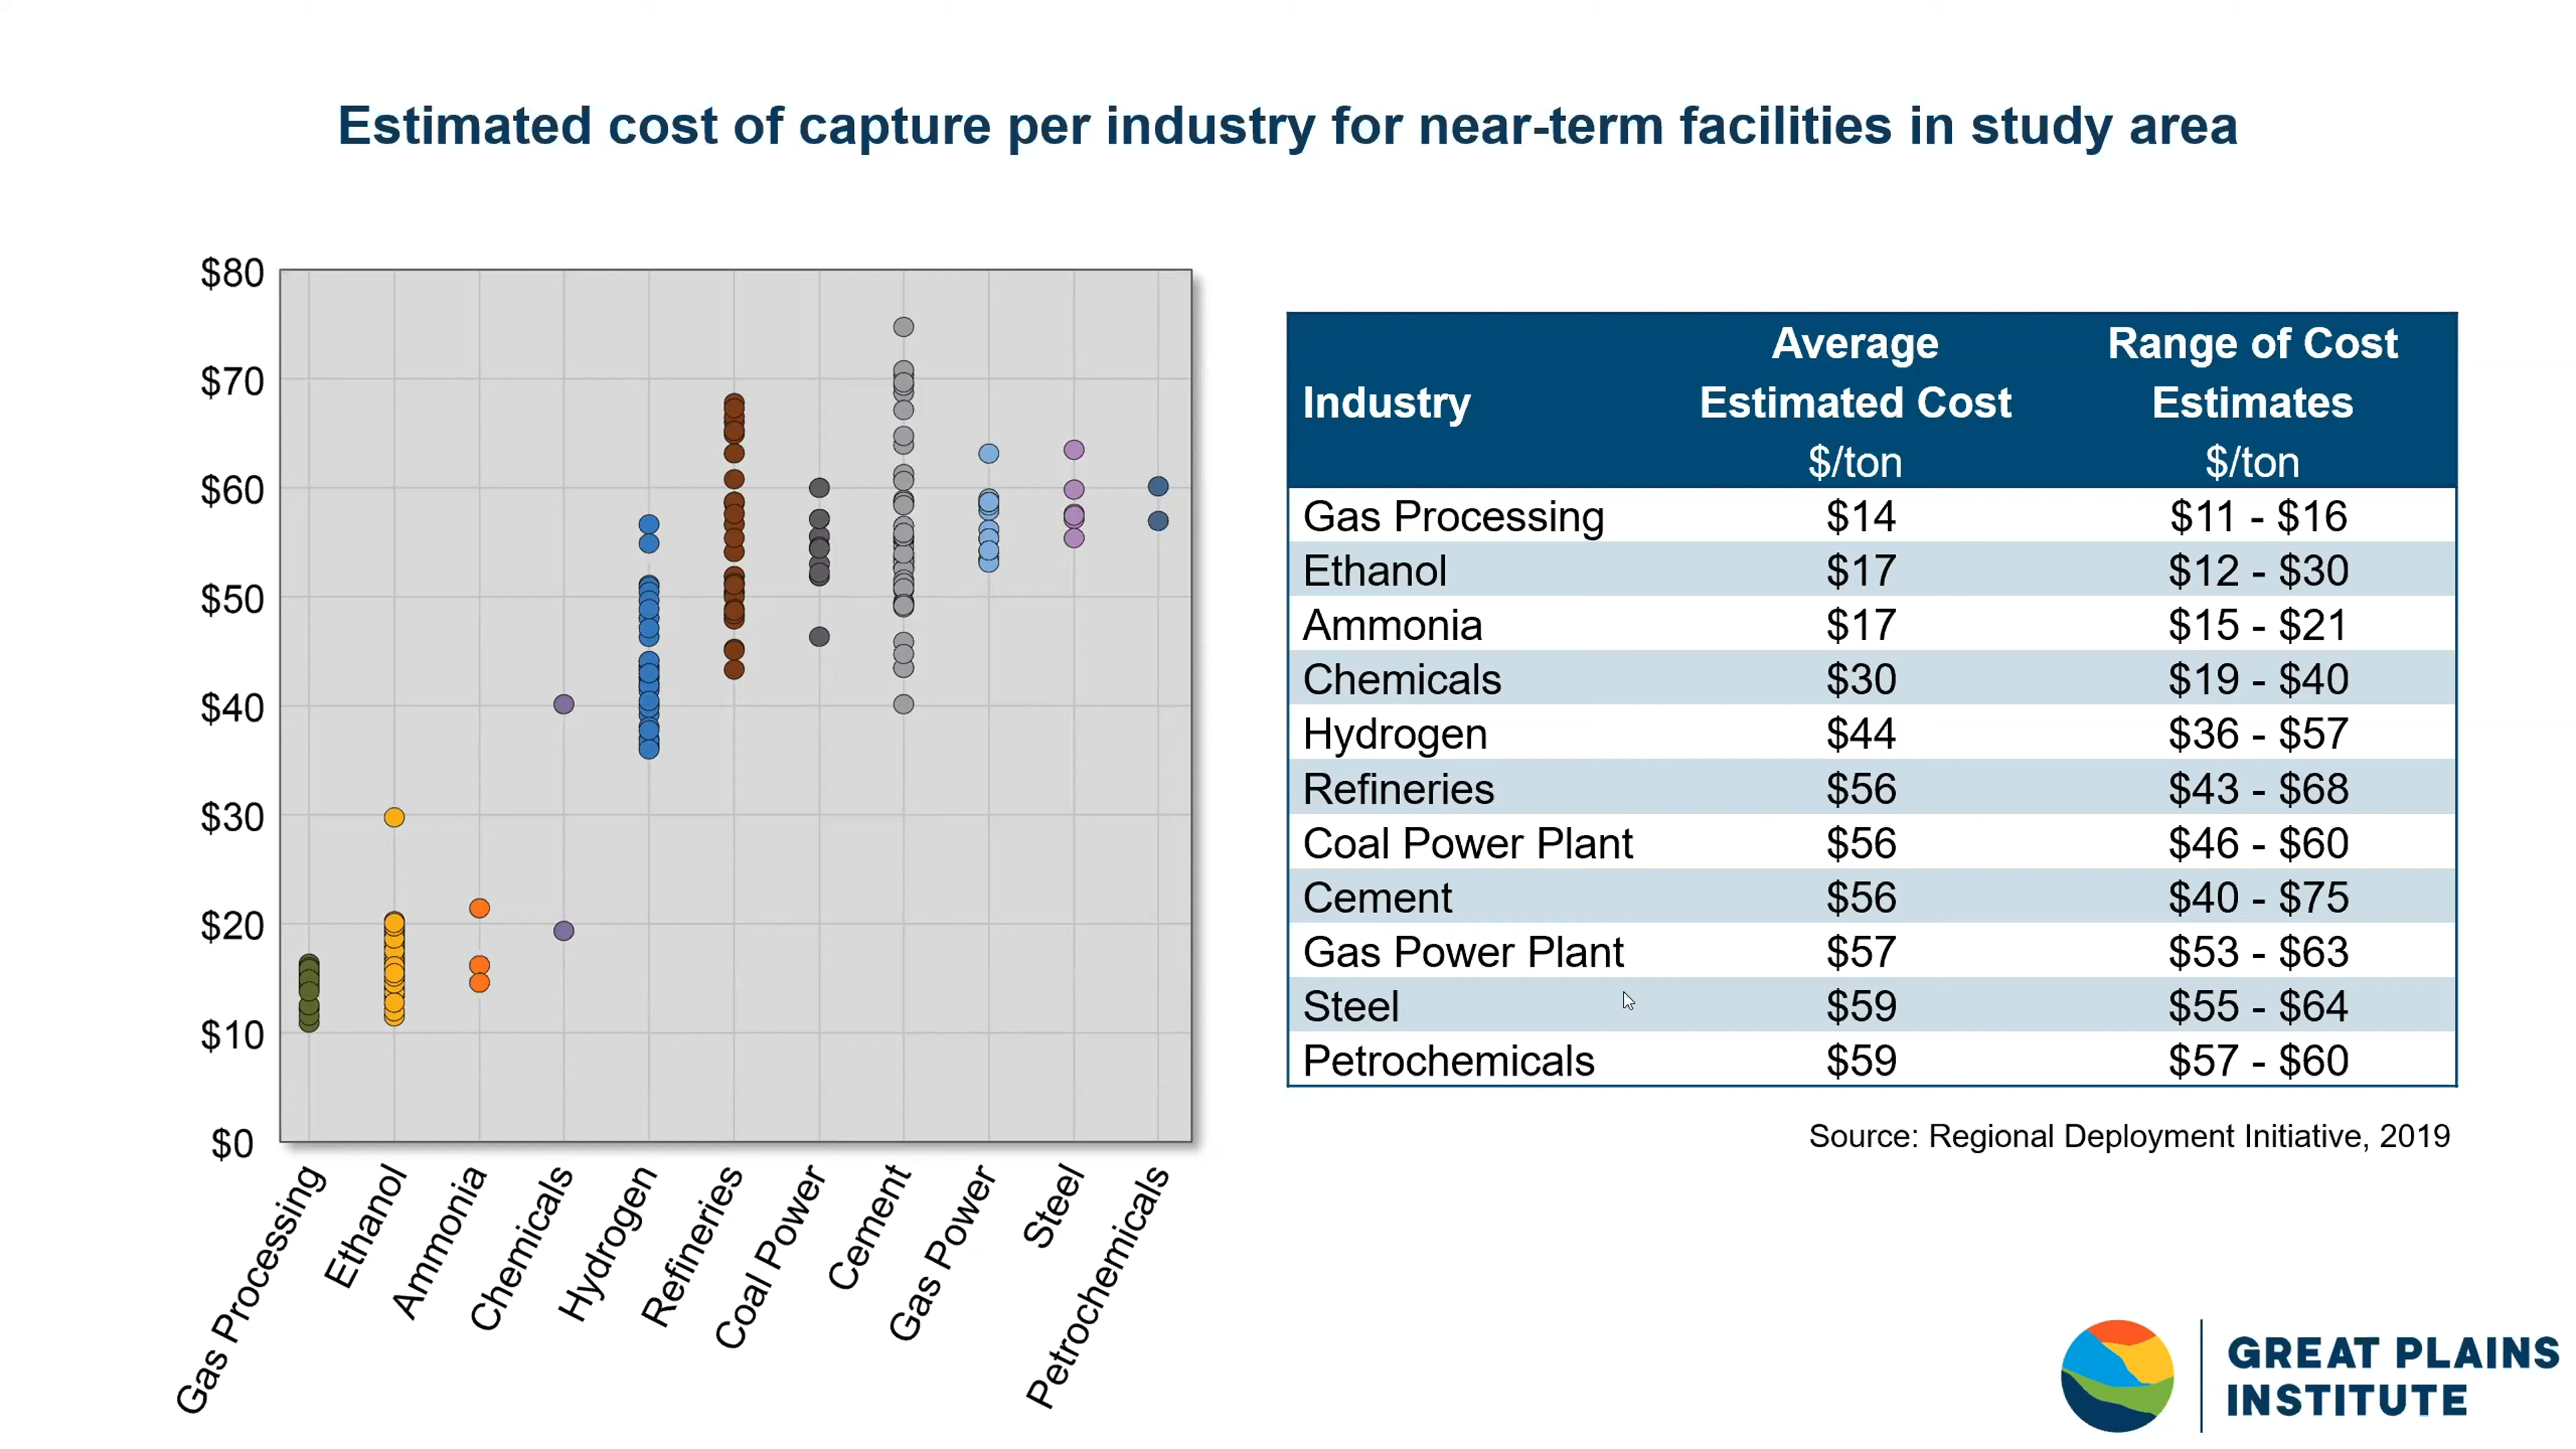 Estimated cost of capture per industry for near-term facilities in study area
$80
$70
$60
$50
$40
$30
$20
$10
$0
Gas Processing
Ethanol
Ammonia
Chemicals
Hydrogen
Refineries
Coal Power
Cement
Gas Power
Steel
Petrochemicals
Industry Average Estimated Cost $/ton Range of Cost Estimates $/ton
Gas Processing $14 $11 - $16
Ethanol $17 $12 - $30
Ammonia $17 $15 - $21
Chemicals $30 $19 - $40
Hydrogen $44 $36 - $57
Refineries $56 $43 - $68
Coal Power Plant $56 $46 - $60
Cement $56 $40 - $75
Gas Power Plant $57 $53 - $63
Steel $59 $55 - $64
Petrochemicals $59 $57 - $60
Source: Regional Deployment Initiative, 2019
GREAT PLAINS
INSTITUTE